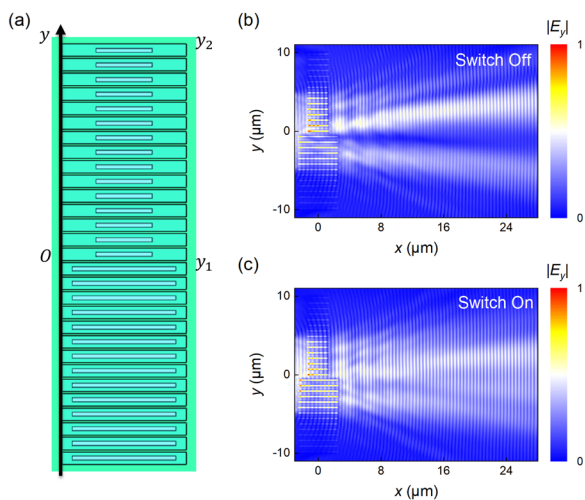 (a)
y
y2
O
y1
(b)
|Ey|
Switch Off
10
0
-10
y (μm)
0
8
16
24
x (μm)
1
0
(c)
|Ey|
Switch On
10
0
-11
y (μm)
0
8
16
24
x (μm)
1
0